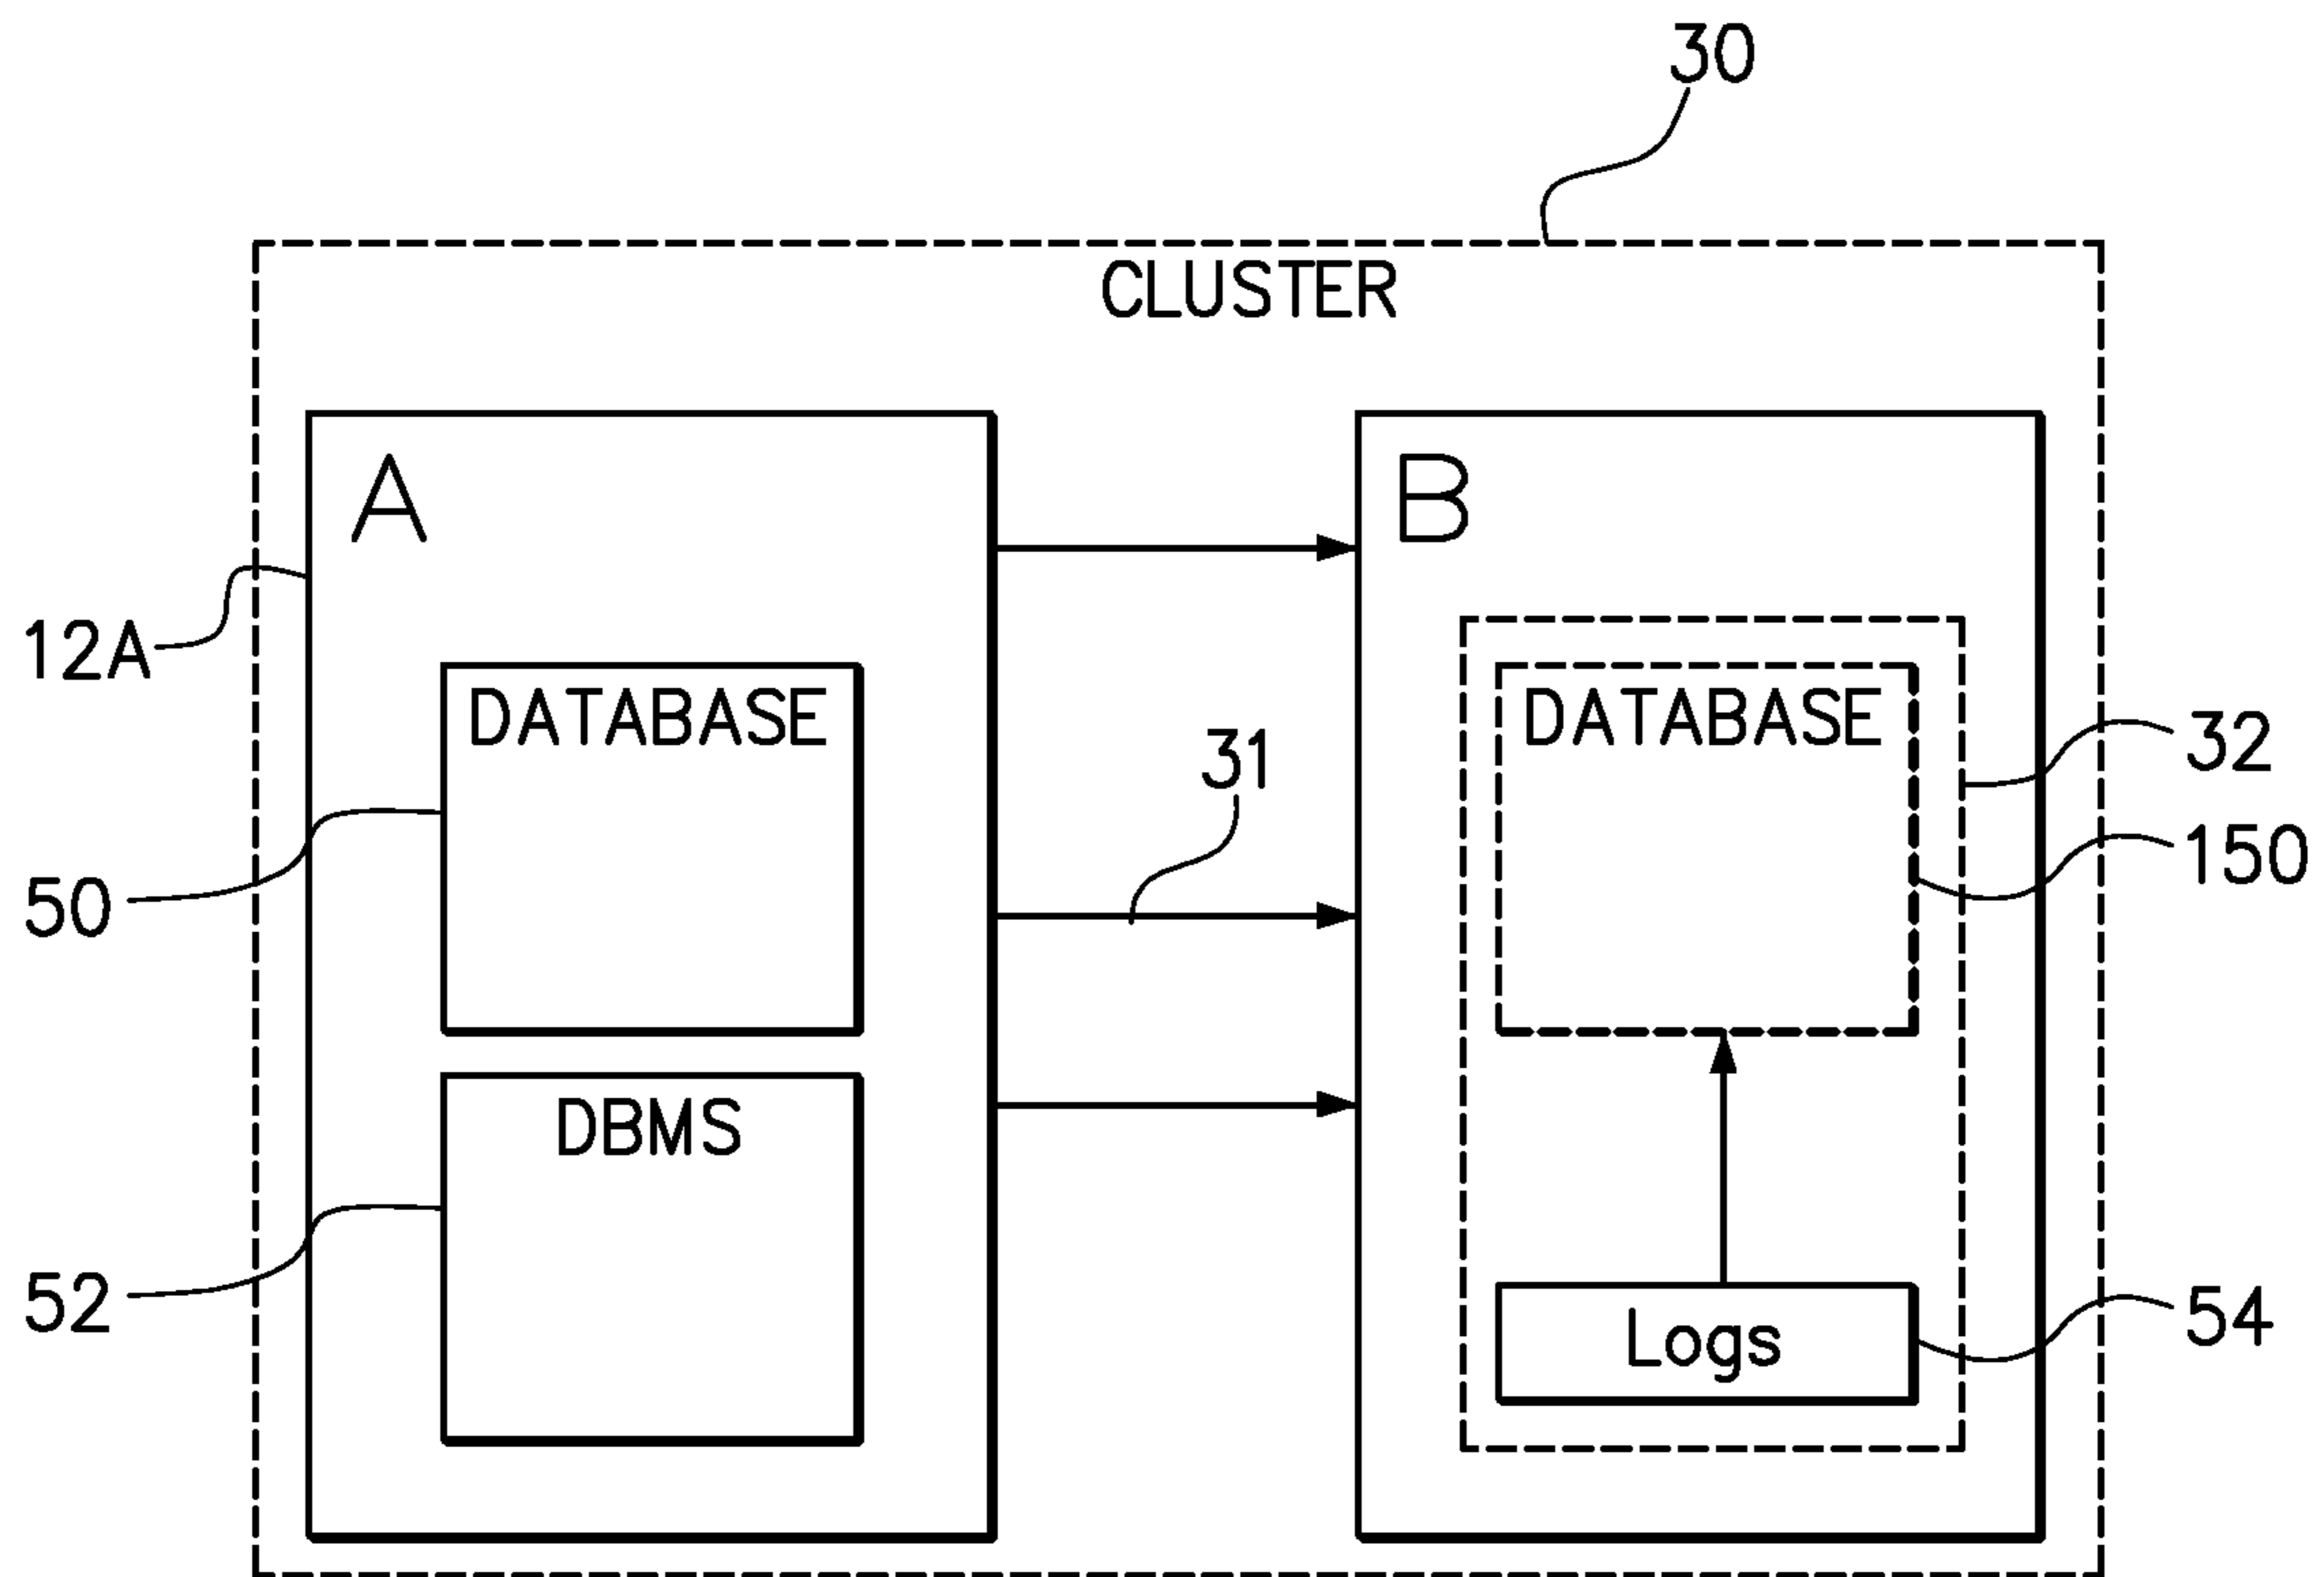 30
CLUSTER
A
B
12A
DATABASE
DATABASE
31
32
150
50
DBMS
52
Logs
54